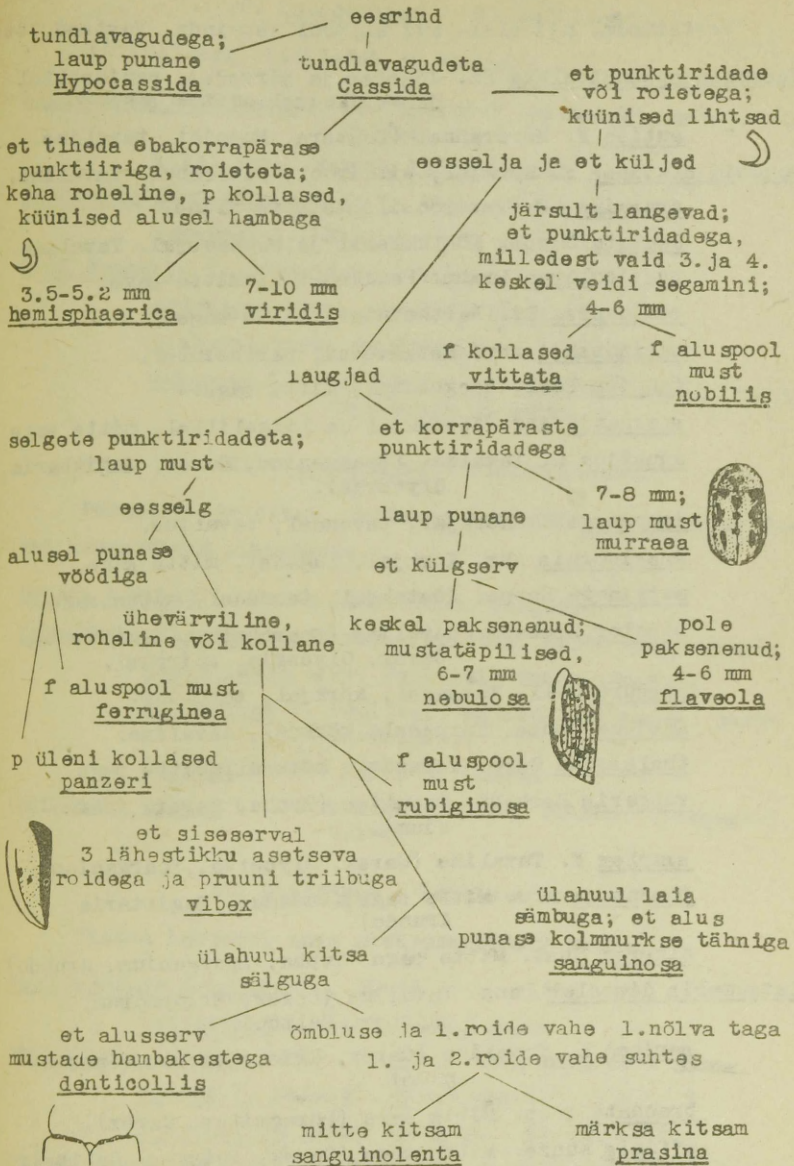 eesrind
tundlavagudega;
laup punane
Hypocassida
tundlavagudeta
Cassida
et punktiridade
või roietega;
küünised lihtsad
et tiheda ebakorrapärase
punktiiriga, roieteta;
keha roheline, p kollased,
küünised alusel hambaga
3.5-5.2 mm
hemisphaerica
7-10 mm
viridis
eesselja ja et küljed
järsult langevad;
et punktiridadega,
milledest vaid 3. ja 4.
keskel veidi segamini;
4-6 mm
f kollased
vittata
f aluspool
must
nobilis
laugjad
selgete punktiridadeta;
laup must
et korrapäraste
punktiridadega
eesselg
laup punane
7-8 mm;
laup must
murraea
alusel punase
vöödiga
et külgserv
ühevärviline,
roheline või kollane
keskel paksenenud;
mustatäpilised,
6-7 mm
nebulosa
pole
paksenenud;
4-6 mm
flaveola
f aluspool must
ferruginea
p üleni kollased
panzeri
f aluspool
must
rubiginosa
et siseserval
3 lähestikku asetseva
roidega ja pruuni triibuga
vibex
ülahuul laia
sämbuga; et alus
punase kolmnurkse tähniga
sanguinosa
ülahuul kitsa
sälguga
et alusserv
mustade hambakestega
denticollis
õmbluse ja 1.roide vahe 1.nõlva taga
1. ja 2.roide vahe suhtes
mitte kitsam
sanguinolenta
märksa kitsam
prasina